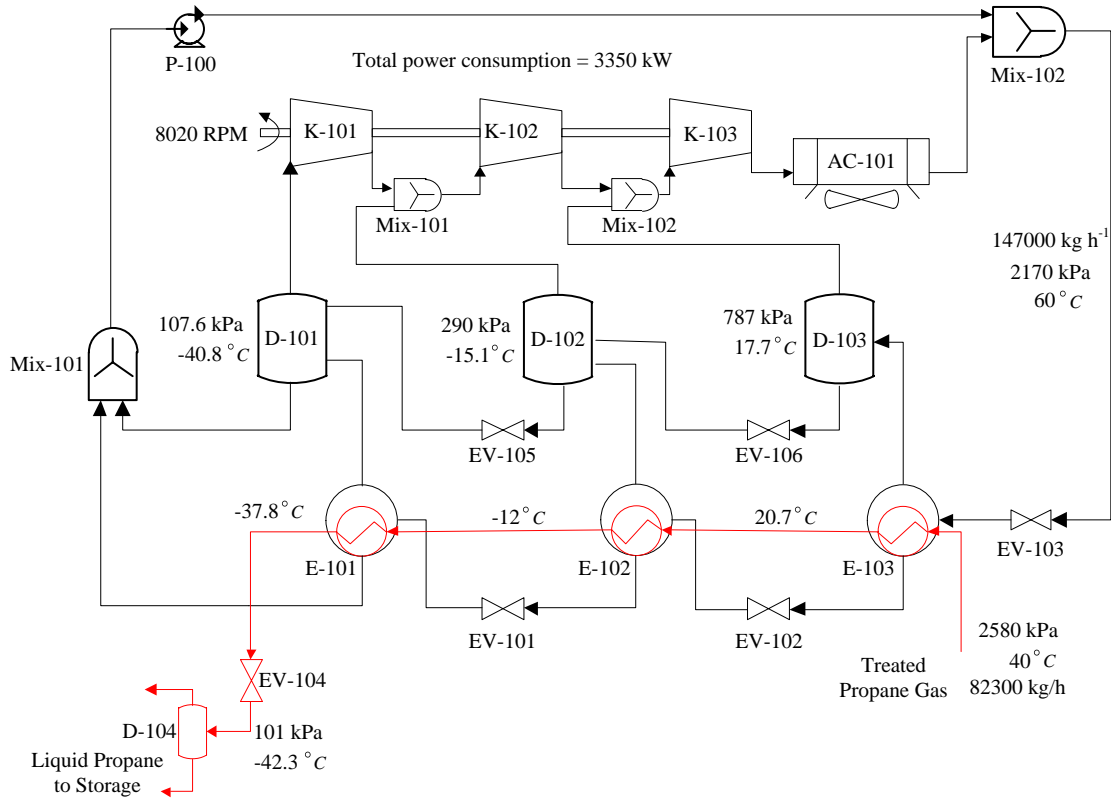 P-100
Total power consumption = 3350 kW
Mix-102
8020 RPM
K-101
K-102
K-103
AC-101
Mix-101
Mix-102
147000 kg h⁻¹
2170 kPa
60°C
107.6 kPa
-40.8°C
D-101
290 kPa
-15.1°C
D-102
787 kPa
17.7°C
D-103
Mix-101
EV-105
EV-106
-37.8°C
-12°C
20.7°C
EV-103
E-101
E-102
E-103
EV-101
EV-102
2580 kPa
40°C
82300 kg/h
Treated
Propane Gas
EV-104
D-104
101 kPa
-42.3°C
Liquid Propane
to Storage